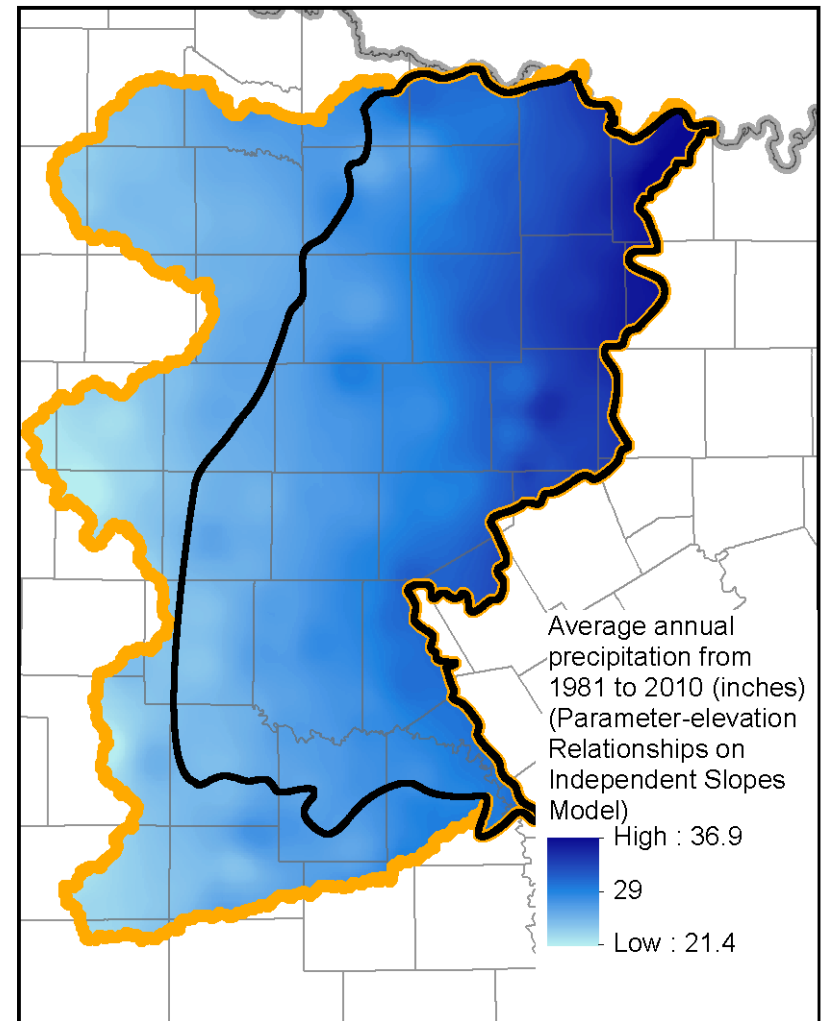 Average annual
precipitation from
1981 to 2010 (inches)
(Parameter-elevation
Relationships on
Independent Slopes
Model)
High : 36.9
29
Low : 21.4